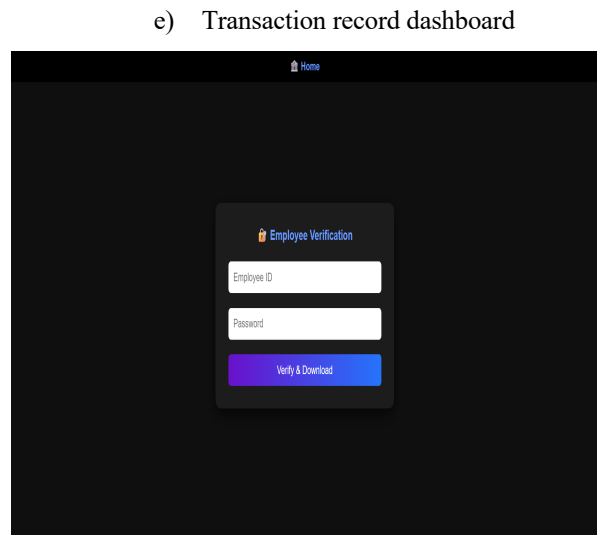 e) Transaction record dashboard
🏦 Home
🔐 Employee Verification
Employee ID
Password
Verify & Download